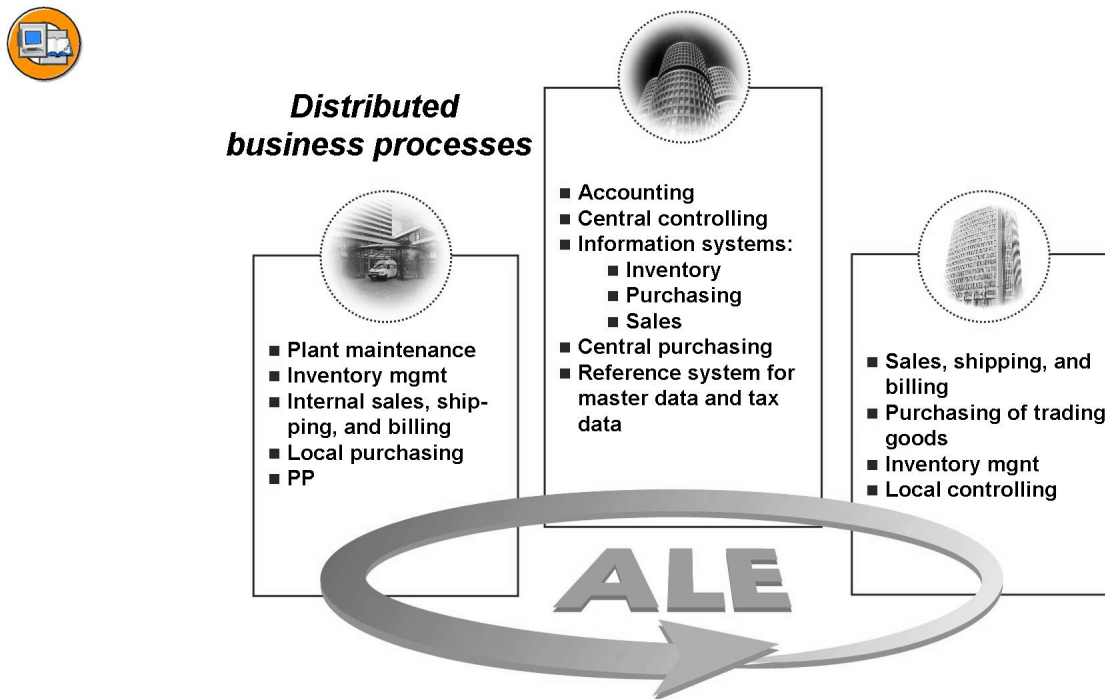 Distributed
business processes
■ Plant maintenance
■ Inventory mgmt
■ Internal sales, ship-
ping, and billing
■ Local purchasing
■ PP
■ Accounting
■ Central controlling
■ Information systems:
■ Inventory
■ Purchasing
■ Sales
■ Central purchasing
■ Reference system for
master data and tax
data
■ Sales, shipping, and
billing
■ Purchasing of trading
goods
■ Inventory mgnt
■ Local controlling
ALE